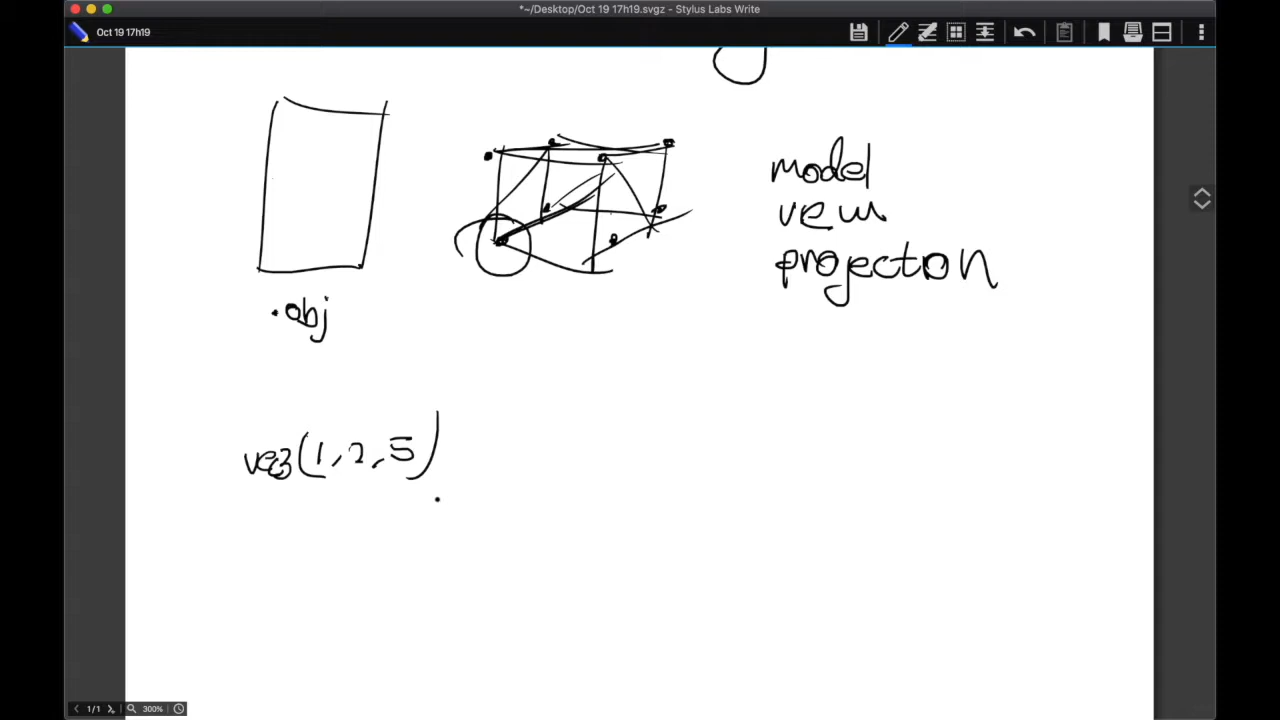 *~/Desktop/Oct 19 17h19.svgz - Stylus Labs Write
Oct 19 17h19
model
vew
projection
.obj
vec3(1,2,5)
1/1
300%